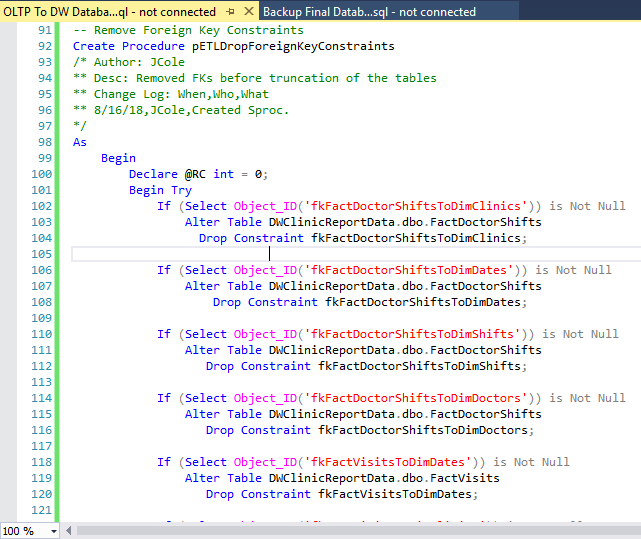 OLTP To DW Databa...ql - not connected
Backup Final Datab...sql - not connected
91 -- Remove Foreign Key Constraints
92 Create Procedure pETLDropForeignKeyConstraints
93 /* Author: JCole
94 ** Desc: Removed FKs before truncation of the tables
95 ** Change Log: When,Who,What
96 ** 8/16/18,JCole,Created Sproc.
97 */
98 As
99 Begin
100 Declare @RC int = 0;
101 Begin Try
102 If (Select Object_ID('fkFactDoctorShiftsToDimClinics')) is Not Null
103 Alter Table DWClinicReportData.dbo.FactDoctorShifts
104 Drop Constraint fkFactDoctorShiftsToDimClinics;
105
106 If (Select Object_ID('fkFactDoctorShiftsToDimDates')) is Not Null
107 Alter Table DWClinicReportData.dbo.FactDoctorShifts
108 Drop Constraint fkFactDoctorShiftsToDimDates;
109
110 If (Select Object_ID('fkFactDoctorShiftsToDimShifts')) is Not Null
111 Alter Table DWClinicReportData.dbo.FactDoctorShifts
112 Drop Constraint fkFactDoctorShiftsToDimShifts;
113
114 If (Select Object_ID('fkFactDoctorShiftsToDimDoctors')) is Not Null
115 Alter Table DWClinicReportData.dbo.FactDoctorShifts
116 Drop Constraint fkFactDoctorShiftsToDimDoctors;
117
118 If (Select Object_ID('fkFactVisitsToDimDates')) is Not Null
119 Alter Table DWClinicReportData.dbo.FactVisits
120 Drop Constraint fkFactVisitsToDimDates;
121
100 %